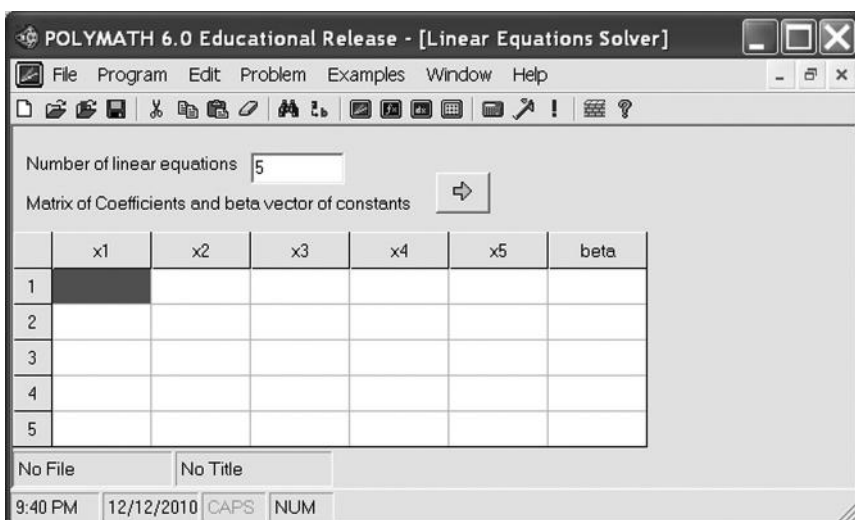 POLYMATH 6.0 Educational Release - [Linear Equations Solver]
File Program Edit Problem Examples Window Help
Number of linear equations 5
Matrix of Coefficients and beta vector of constants
x1 x2 x3 x4 x5 beta
1
2
3
4
5
No File No Title
9:40 PM 12/12/2010 CAPS NUM